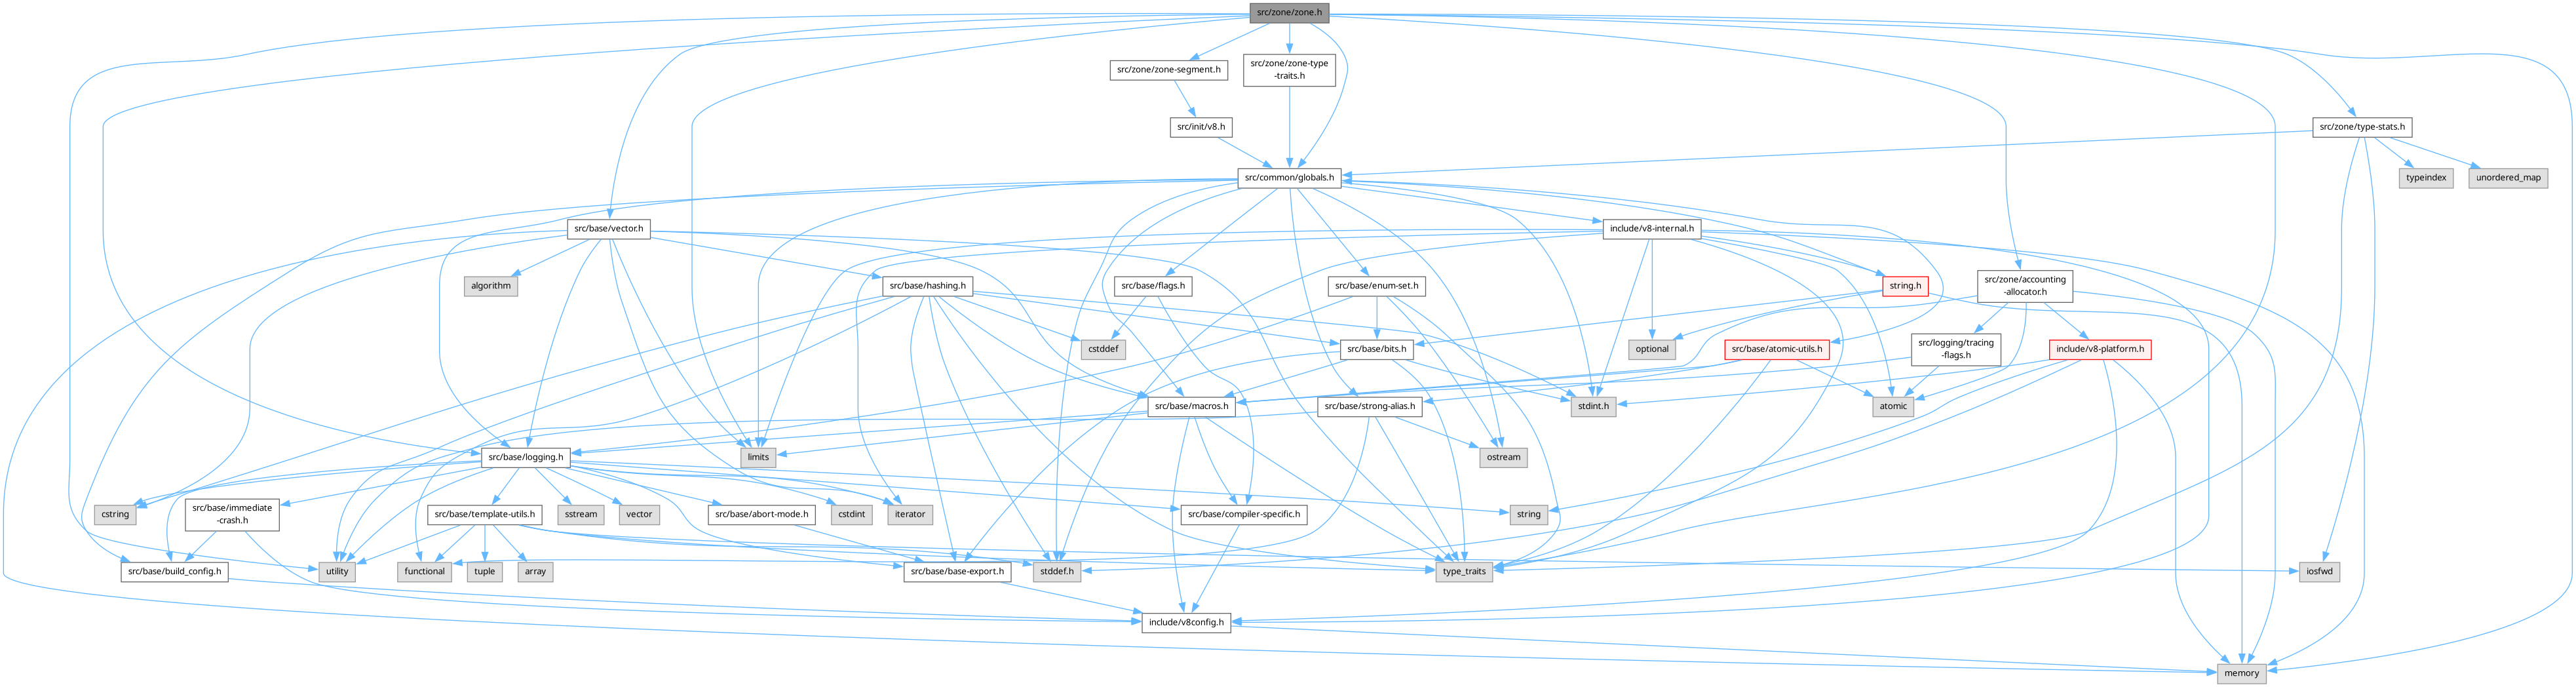 src/zone/zone.h
src/zone/zone-segment.h
src/zone/zone-type
-traits.h
src/init/v8.h
src/zone/type-stats.h
src/common/globals.h
typeindex
unordered_map
src/base/vector.h
include/v8-internal.h
algorithm
src/base/hashing.h
src/base/flags.h
src/base/enum-set.h
string.h
src/zone/accounting
-allocator.h
cstddef
src/base/bits.h
optional
src/base/atomic-utils.h
src/logging/tracing
-flags.h
include/v8-platform.h
src/base/macros.h
src/base/strong-alias.h
stdint.h
atomic
src/base/logging.h
limits
ostream
cstring
src/base/immediate
-crash.h
src/base/template-utils.h
sstream
vector
src/base/abort-mode.h
cstdint
iterator
src/base/compiler-specific.h
string
src/base/build_config.h
utility
functional
tuple
array
src/base/base-export.h
stddef.h
type_traits
iosfwd
include/v8config.h
memory